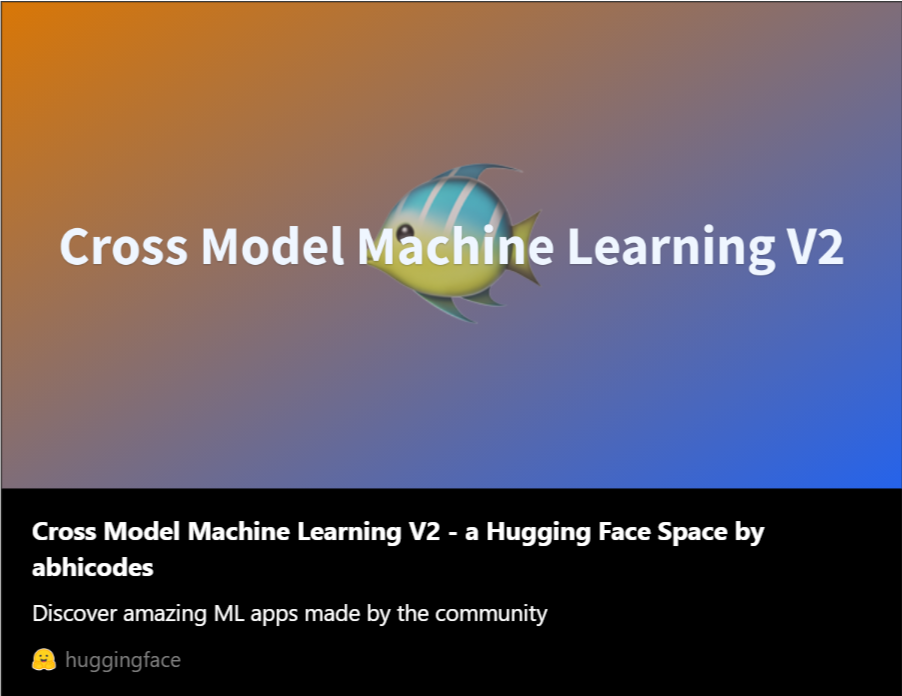 Cross Model Machine Learning V2
Cross Model Machine Learning V2 - a Hugging Face Space by
abhicodes
Discover amazing ML apps made by the community
huggingface